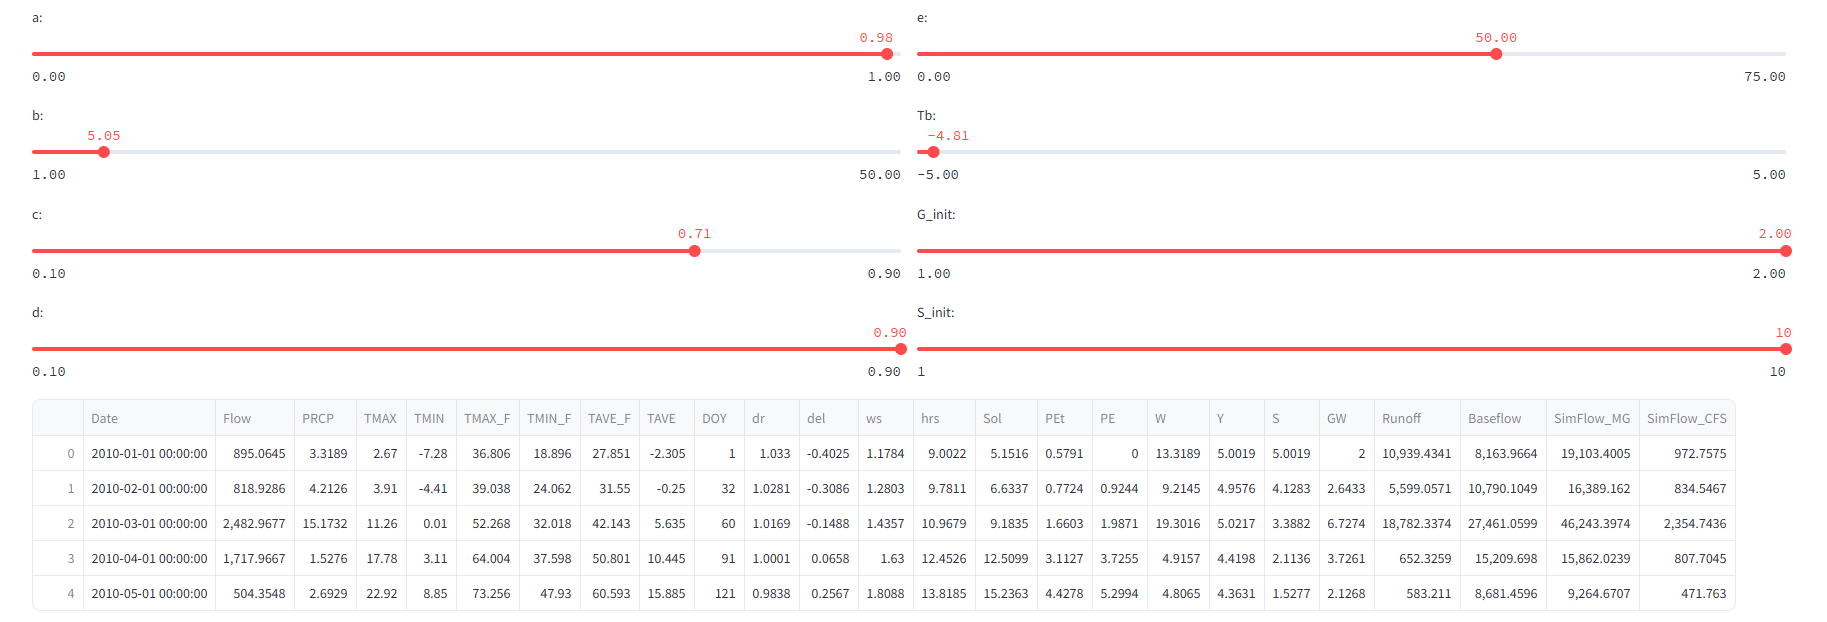 a:
0.98
0.00 1.00
b:
5.05
1.00 50.00
c:
0.71
0.10 0.90
d:
0.90
0.10 0.90
e:
50.00
0.00 75.00
Tb:
-4.81
-5.00 5.00
G_init:
2.00
1.00 2.00
S_init:
10
1 10
Date Flow PRCP TMAX TMIN TMAX_F TMIN_F TAVE_F TAVE DOY dr del ws hrs Sol PEt PE W Y S GW Runoff Baseflow SimFlow_MG SimFlow_CFS
0 2010-01-01 00:00:00 895.0645 3.3189 2.67 -7.28 36.806 18.896 27.851 -2.305 1 1.033 -0.4025 1.1784 9.0022 5.1516 0.5791 0 13.3189 5.0019 5.0019 2 10,939.4341 8,163.9664 19,103.4005 972.7575
1 2010-02-01 00:00:00 818.9286 4.2126 3.91 -4.41 39.038 24.062 31.55 -0.25 32 1.0281 -0.3086 1.2803 9.7811 6.6337 0.7724 0.9244 9.2145 4.9576 4.1283 2.6433 5,599.0571 10,790.1049 16,389.162 834.5467
2 2010-03-01 00:00:00 2,482.9677 15.1732 11.26 0.01 52.268 32.018 42.143 5.635 60 1.0169 -0.1488 1.4357 10.9679 9.1835 1.6603 1.9871 19.3016 5.0217 3.3882 6.7274 18,782.3374 27,461.0599 46,243.3974 2,354.7436
3 2010-04-01 00:00:00 1,717.9667 1.5276 17.78 3.11 64.004 37.598 50.801 10.445 91 1.0001 0.0658 1.63 12.4526 12.5099 3.1127 3.7255 4.9157 4.4198 2.1136 3.7261 652.3259 15,209.698 15,862.0239 807.7045
4 2010-05-01 00:00:00 504.3548 2.6929 22.92 8.85 73.256 47.93 60.593 15.885 121 0.9838 0.2567 1.8088 13.8185 15.2363 4.4278 5.2994 4.8065 4.3631 1.5277 2.1268 583.211 8,681.4596 9,264.6707 471.763